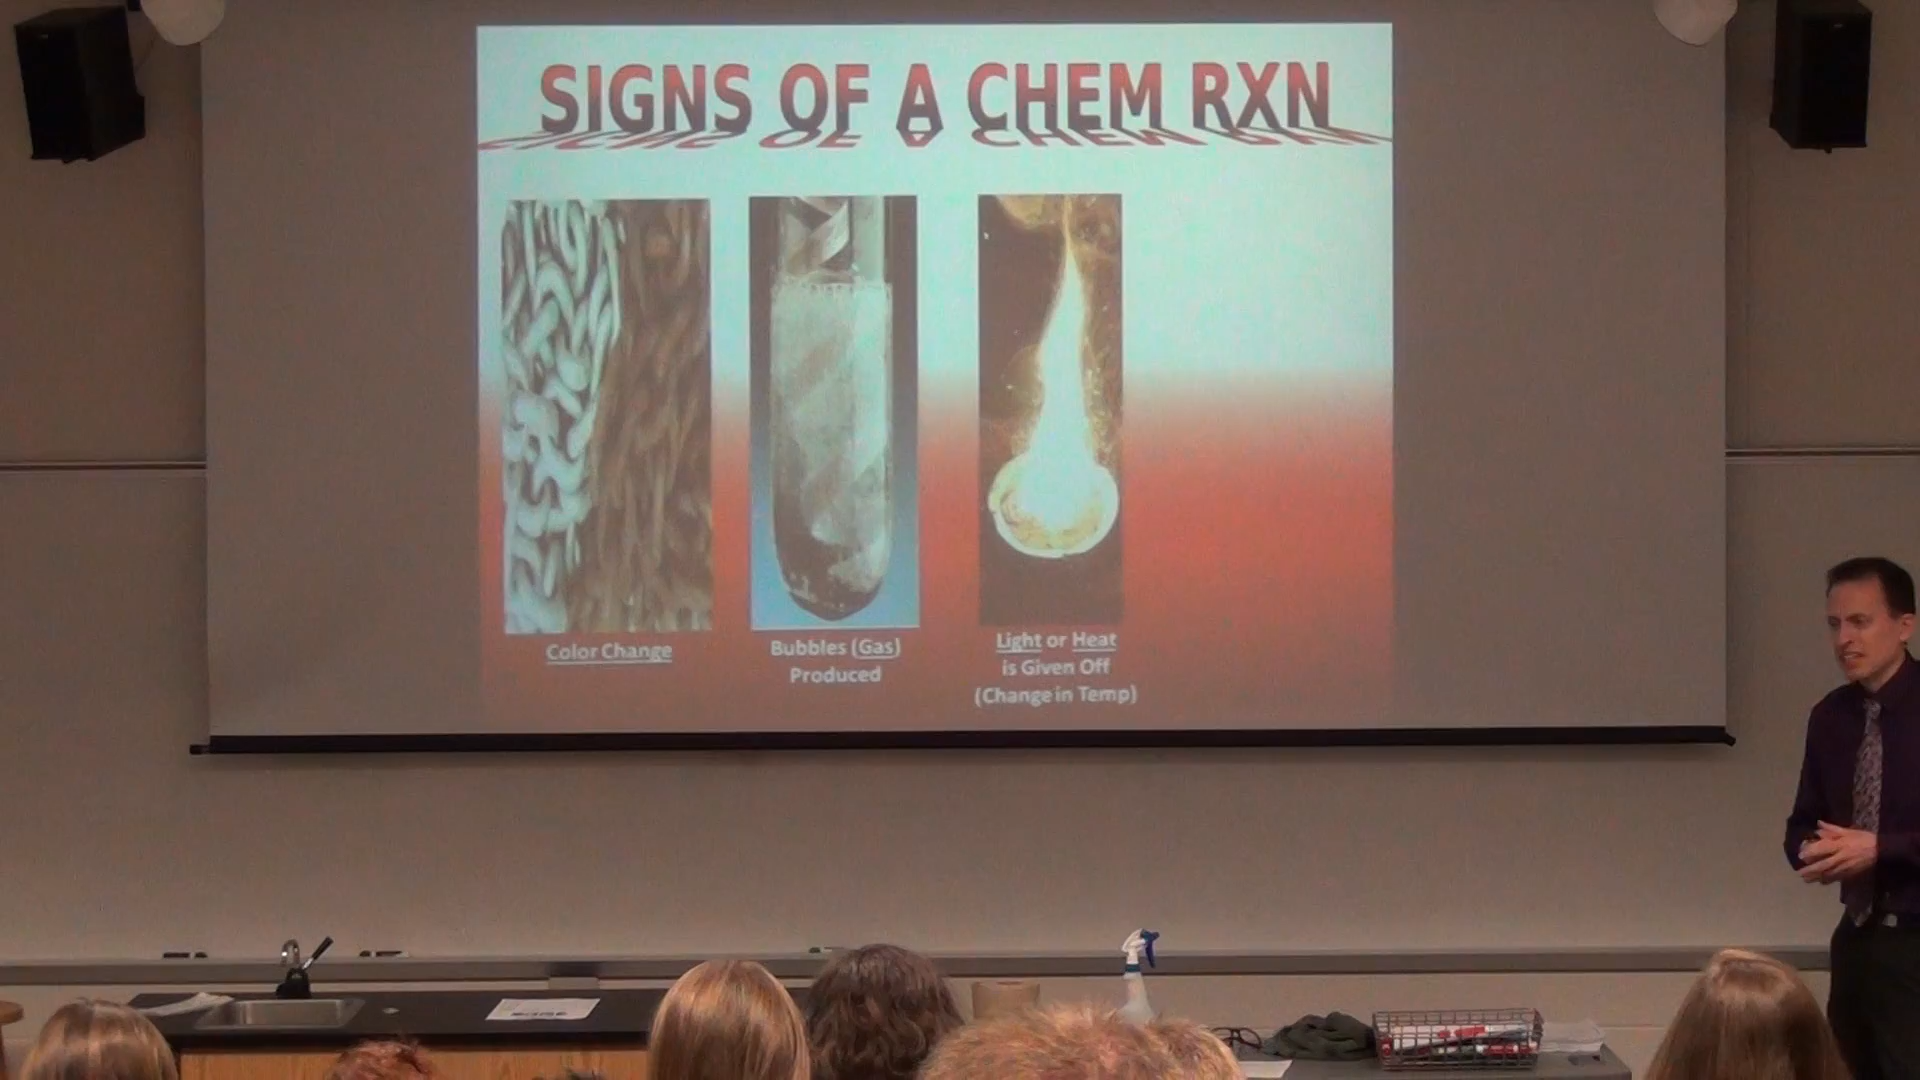 SIGNS OF A CHEM RXN
Color Change
Bubbles (Gas)
Produced
Light or Heat
is Given Off
(Change in Temp)